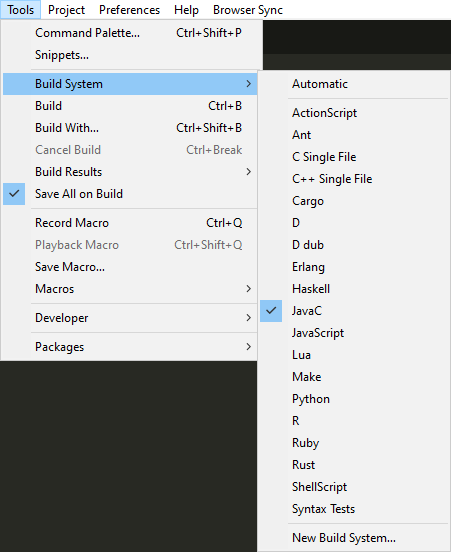 Tools Project Preferences Help Browser Sync
Command Palette... Ctrl+Shift+P
Snippets...
Build System
Build Ctrl+B
Build With... Ctrl+Shift+B
Cancel Build Ctrl+Break
Build Results
Save All on Build
Record Macro Ctrl+Q
Playback Macro Ctrl+Shift+Q
Save Macro...
Macros
Developer
Packages
Automatic
ActionScript
Ant
C Single File
C++ Single File
Cargo
D
D dub
Erlang
Haskell
JavaC
JavaScript
Lua
Make
Python
R
Ruby
Rust
ShellScript
Syntax Tests
New Build System...